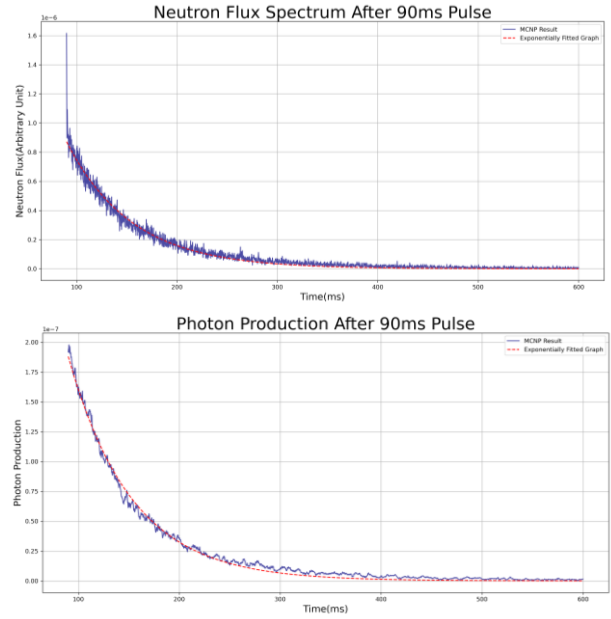 Neutron Flux Spectrum After 90ms Pulse
1e−6
MCNP Result
Exponentially Fitted Graph
1.6
1.4
1.2
1.0
0.8
0.6
0.4
0.2
0.0
Neutron Flux(Arbitrary Unit)
100 200 300 400 500 600
Time(ms)
Photon Production After 90ms Pulse
1e−7
MCNP Result
Exponentially Fitted Graph
2.00
1.75
1.50
1.25
1.00
0.75
0.50
0.25
0.00
Photon Production
100 200 300 400 500 600
Time(ms)